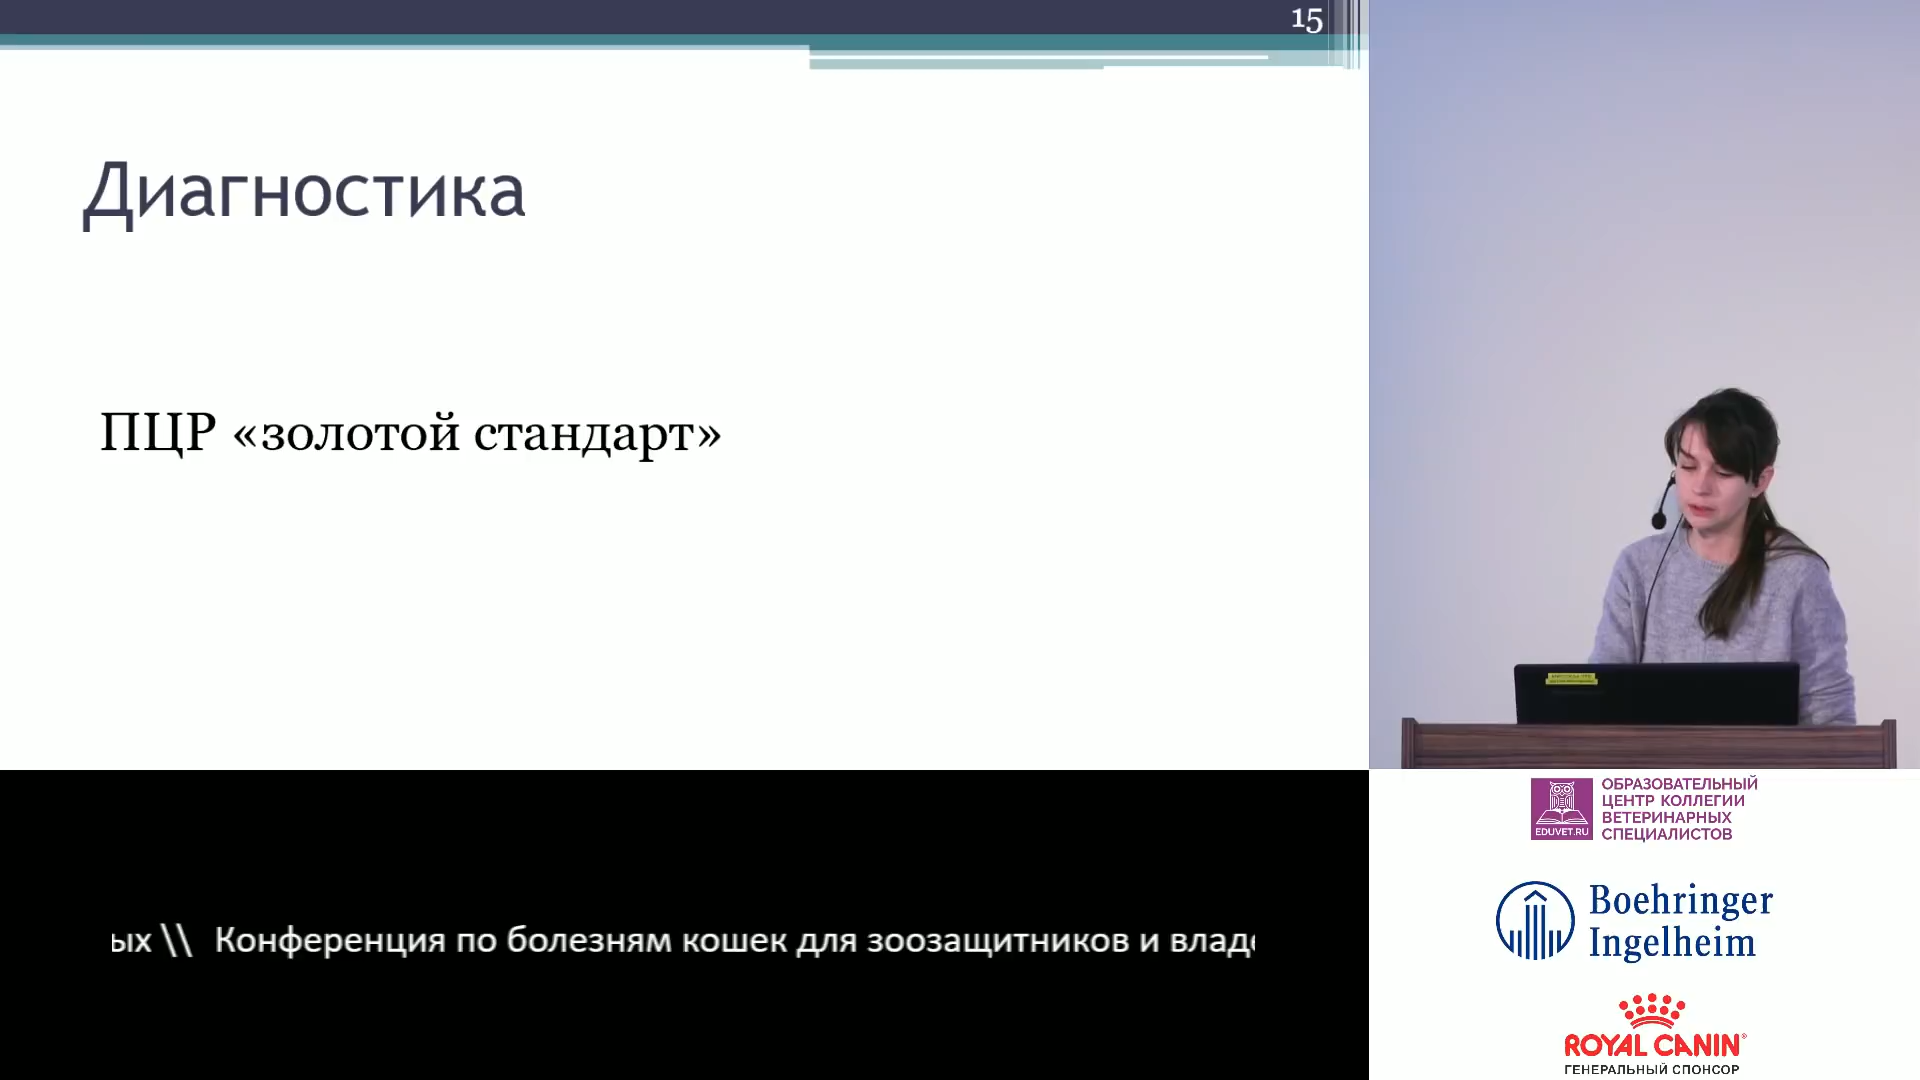 15
Диагностика
ПЦР «золотой стандарт»
ых \\ Конференция по болезням кошек для зоозащитников и владе
EDUVET.RU
ОБРАЗОВАТЕЛЬНЫЙ
ЦЕНТР КОЛЛЕГИИ
ВЕТЕРИНАРНЫХ
СПЕЦИАЛИСТОВ
Boehringer
Ingelheim
ROYAL CANIN
ГЕНЕРАЛЬНЫЙ СПОНСОР